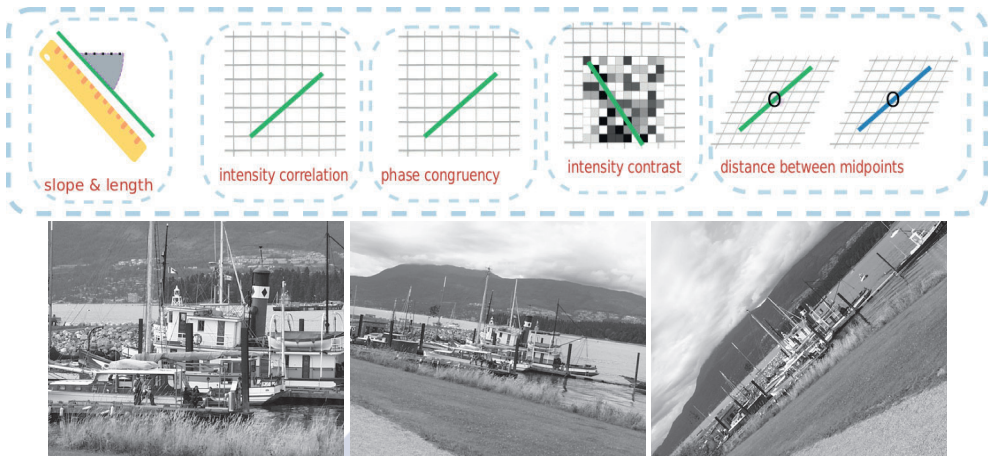 slope & length
intensity correlation
phase congruency
intensity contrast
distance between midpoints
O
O